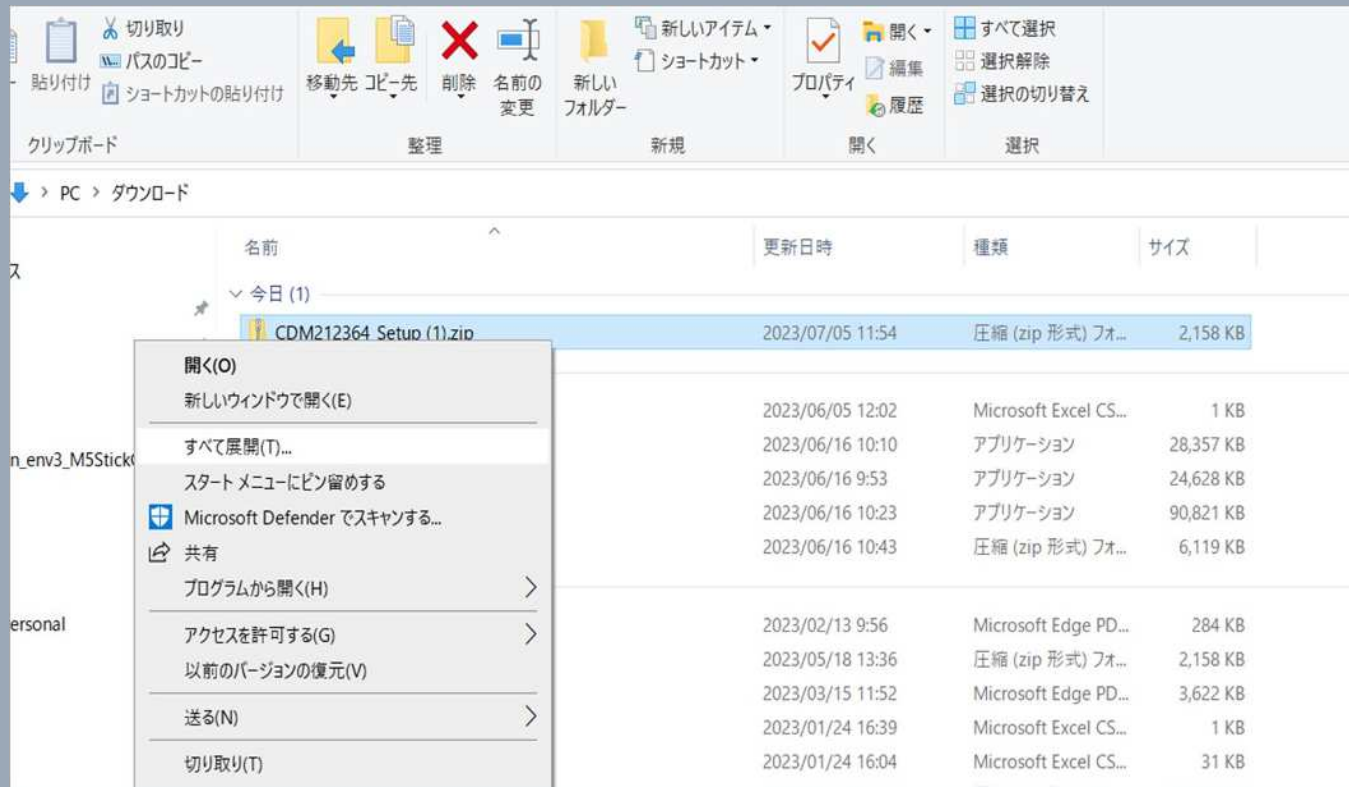 切り取り
パスのコピー
ショートカットの貼り付け
貼り付け
クリップボード
移動先
コピー先
削除
名前の
変更
整理
新しい
フォルダー
新しいアイテム
ショートカット
新規
プロパティ
開く
編集
履歴
開く
すべて選択
選択解除
選択の切り替え
選択
PC > ダウンロード
名前 更新日時 種類 サイズ
ス
今日 (1)
CDM212364_Setup (1).zip 2023/07/05 11:54 圧縮 (zip 形式) フォ... 2,158 KB
開く(O)
新しいウィンドウで開く(E)
2023/06/05 12:02 Microsoft Excel CS... 1 KB
すべて展開(T)...
2023/06/16 10:10 アプリケーション 28,357 KB
n_env3_M5Stick
スタート メニューにピン留めする
2023/06/16 9:53 アプリケーション 24,628 KB
Microsoft Defender でスキャンする...
2023/06/16 10:23 アプリケーション 90,821 KB
共有
2023/06/16 10:43 圧縮 (zip 形式) フォ... 6,119 KB
プログラムから開く(H)
ersonal
アクセスを許可する(G)
2023/02/13 9:56 Microsoft Edge PD... 284 KB
以前のバージョンの復元(V)
2023/05/18 13:36 圧縮 (zip 形式) フォ... 2,158 KB
2023/03/15 11:52 Microsoft Edge PD... 3,622 KB
送る(N)
2023/01/24 16:39 Microsoft Excel CS... 1 KB
切り取り(T)
2023/01/24 16:04 Microsoft Excel CS... 31 KB